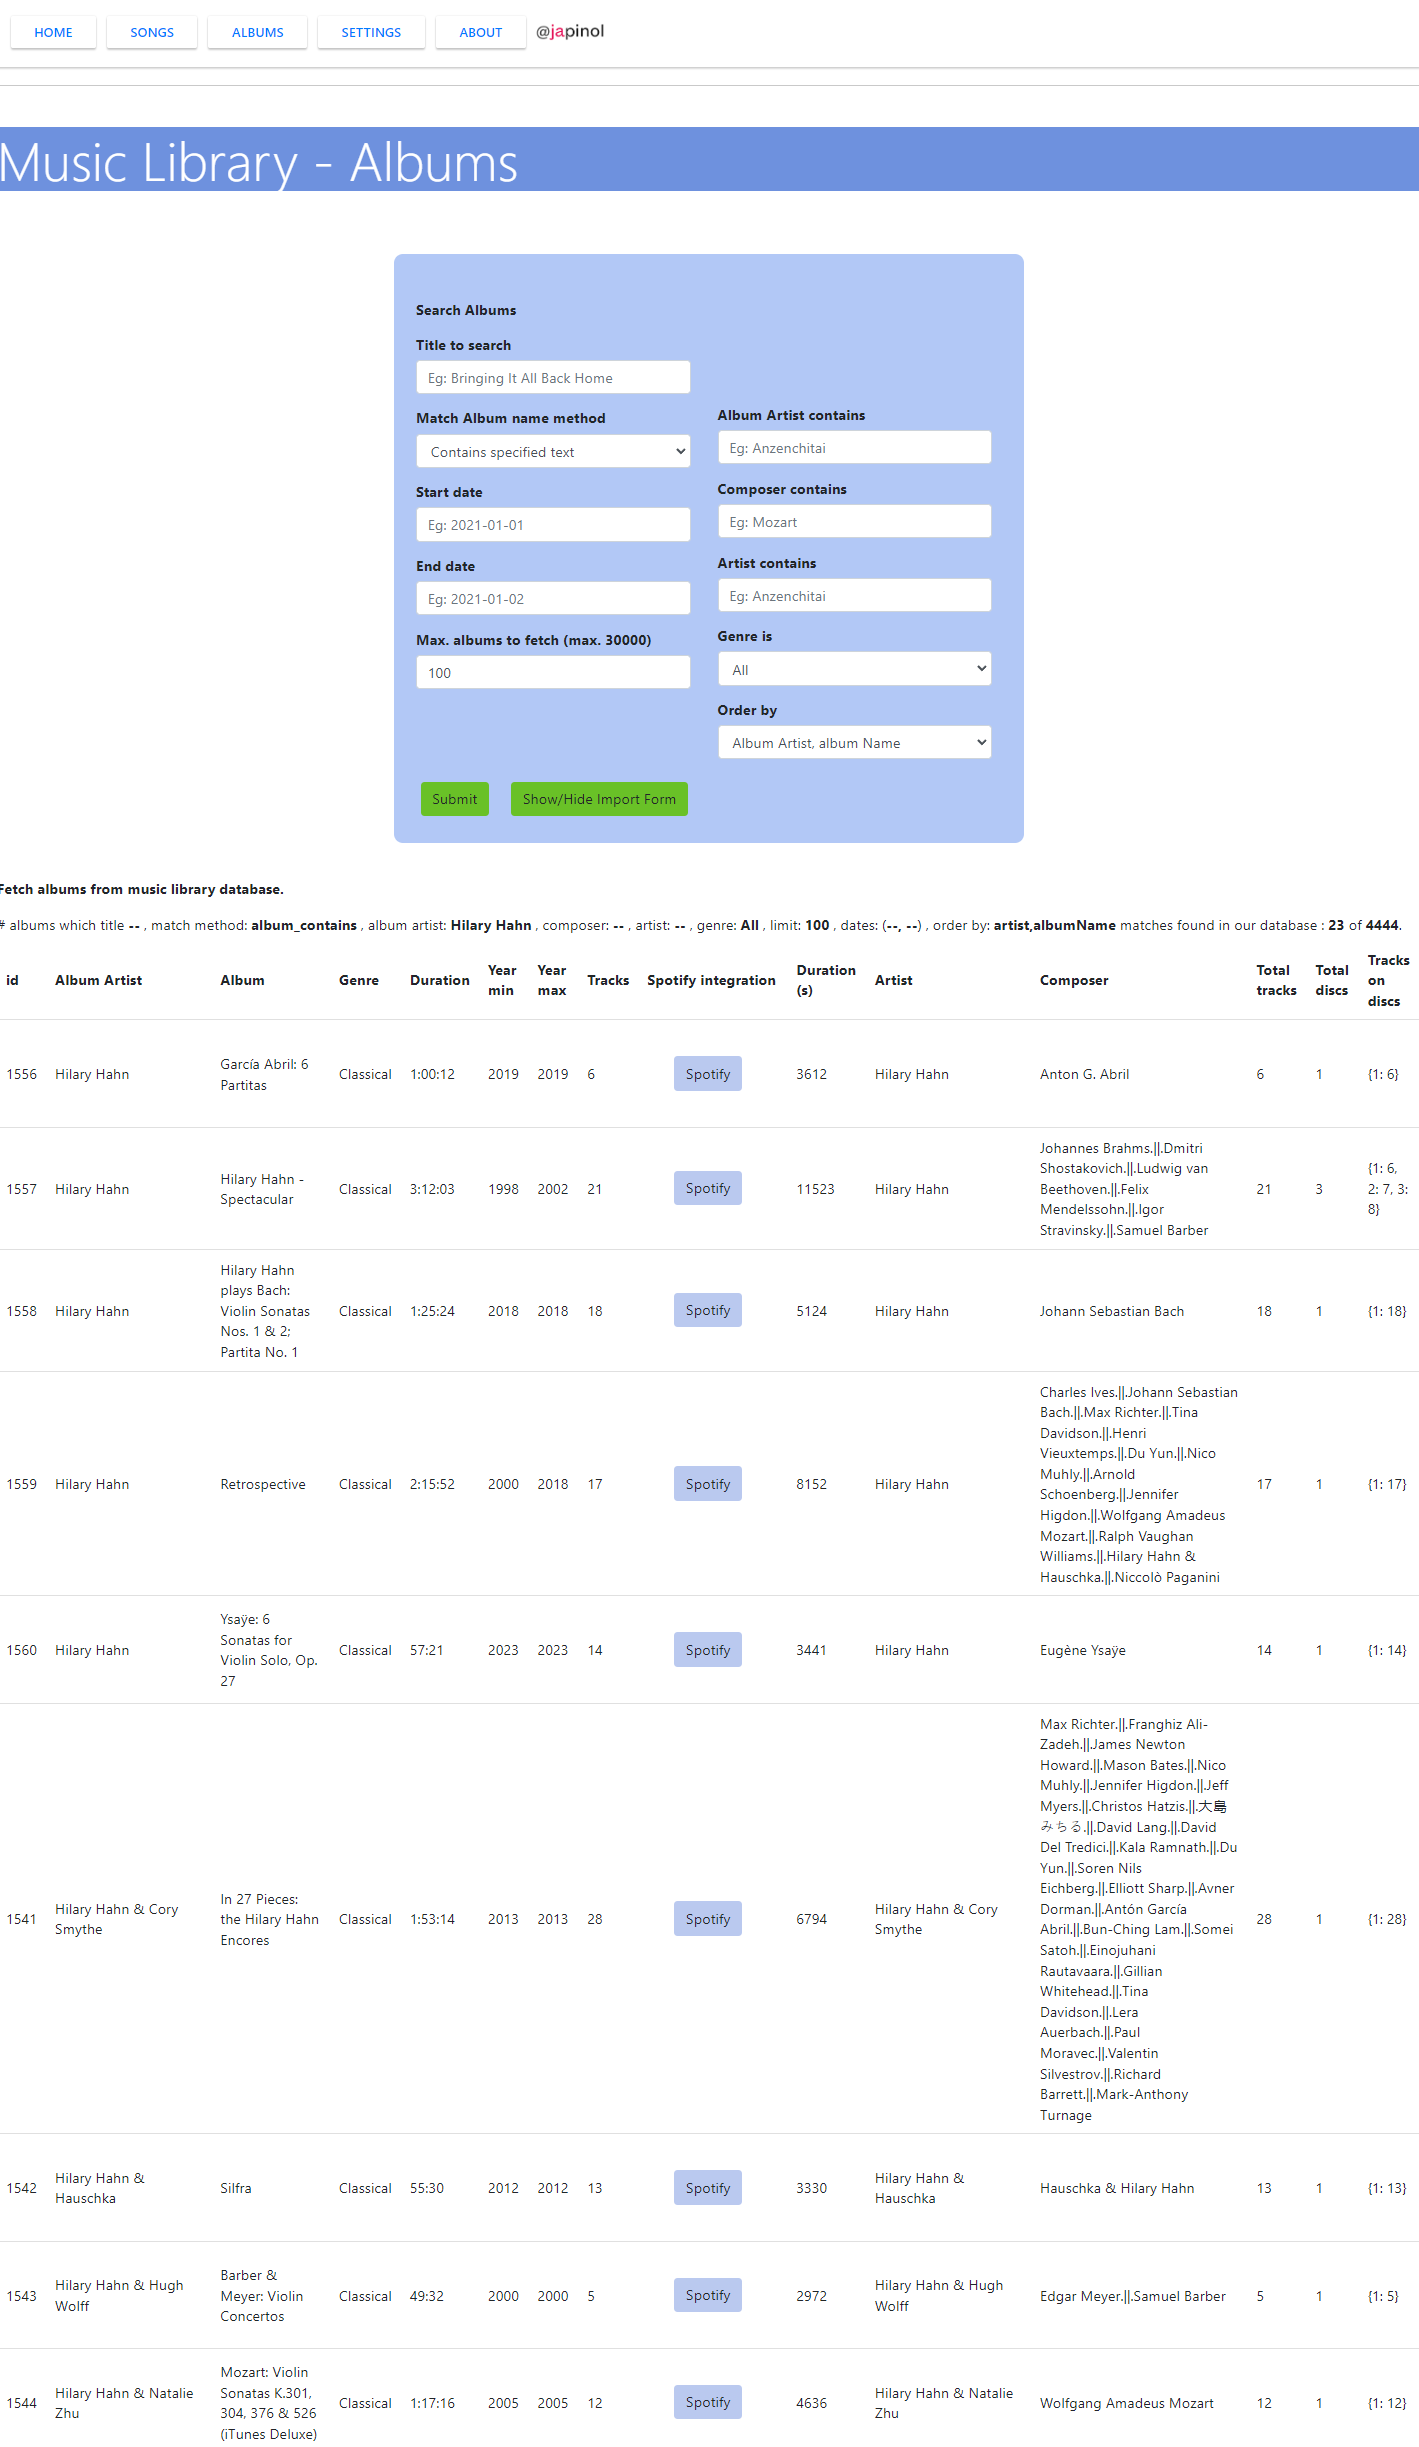 HOME SONGS ALBUMS SETTINGS ABOUT @japinol
Music Library - Albums
Search Albums
Title to search
Eg: Bringing It All Back Home
Match Album name method
Contains specified text
Start date
Eg: 2021-01-01
End date
Eg: 2021-01-02
Max. albums to fetch (max. 30000)
100
Album Artist contains
Eg: Anzenchitai
Composer contains
Eg: Mozart
Artist contains
Eg: Anzenchitai
Genre is
All
Order by
Album Artist, album Name
Submit Show/Hide Import Form
Fetch albums from music library database.
# albums which title -- , match method: album_contains , album artist: Hilary Hahn , composer: -- , artist: -- , genre: All , limit: 100 , dates: (--, --) , order by: artist,albumName matches found in our database : 23 of 4444.
id Album Artist Album Genre Duration Year min Year max Tracks Spotify integration Duration (s) Artist Composer Total tracks Total discs Tracks on discs
1556 Hilary Hahn García Abril: 6 Partitas Classical 1:00:12 2019 2019 6 Spotify 3612 Hilary Hahn Anton G. Abril 6 1 {1: 6}
1557 Hilary Hahn Hilary Hahn - Spectacular Classical 3:12:03 1998 2002 21 Spotify 11523 Hilary Hahn Johannes Brahms.||.Dmitri Shostakovich.||.Ludwig van Beethoven.||.Felix Mendelssohn.||.Igor Stravinsky.||.Samuel Barber 21 3 {1: 6, 2: 7, 3: 8}
1558 Hilary Hahn Hilary Hahn plays Bach: Violin Sonatas Nos. 1 & 2; Partita No. 1 Classical 1:25:24 2018 2018 18 Spotify 5124 Hilary Hahn Johann Sebastian Bach 18 1 {1: 18}
1559 Hilary Hahn Retrospective Classical 2:15:52 2000 2018 17 Spotify 8152 Hilary Hahn Charles Ives.||.Johann Sebastian Bach.||.Max Richter.||.Tina Davidson.||.Henri Vieuxtemps.||.Du Yun.||.Nico Muhly.||.Arnold Schoenberg.||.Jennifer Higdon.||.Wolfgang Amadeus Mozart.||.Ralph Vaughan Williams.||.Hilary Hahn & Hauschka.||.Niccolò Paganini 17 1 {1: 17}
1560 Hilary Hahn Ysaÿe: 6 Sonatas for Violin Solo, Op. 27 Classical 57:21 2023 2023 14 Spotify 3441 Hilary Hahn Eugène Ysaÿe 14 1 {1: 14}
1541 Hilary Hahn & Cory Smythe In 27 Pieces: the Hilary Hahn Encores Classical 1:53:14 2013 2013 28 Spotify 6794 Hilary Hahn & Cory Smythe Max Richter.||.Franghiz Ali-Zadeh.||.James Newton Howard.||.Mason Bates.||.Nico Muhly.||.Jennifer Higdon.||.Jeff Myers.||.Christos Hatzis.||.大島みちる.||.David Lang.||.David Del Tredici.||.Kala Ramnath.||.Du Yun.||.Soren Nils Eichberg.||.Elliott Sharp.||.Avner Dorman.||.Antón García Abril.||.Bun-Ching Lam.||.Somei Satoh.||.Einojuhani Rautavaara.||.Gillian Whitehead.||.Tina Davidson.||.Lera Auerbach.||.Paul Moravec.||.Valentin Silvestrov.||.Richard Barrett.||.Mark-Anthony Turnage 28 1 {1: 28}
1542 Hilary Hahn & Hauschka Silfra Classical 55:30 2012 2012 13 Spotify 3330 Hilary Hahn & Hauschka Hauschka & Hilary Hahn 13 1 {1: 13}
1543 Hilary Hahn & Hugh Wolff Barber & Meyer: Violin Concertos Classical 49:32 2000 2000 5 Spotify 2972 Hilary Hahn & Hugh Wolff Edgar Meyer.||.Samuel Barber 5 1 {1: 5}
1544 Hilary Hahn & Natalie Zhu Mozart: Violin Sonatas K.301, 304, 376 & 526 (iTunes Deluxe) Classical 1:17:16 2005 2005 12 Spotify 4636 Hilary Hahn & Natalie Zhu Wolfgang Amadeus Mozart 12 1 {1: 12}